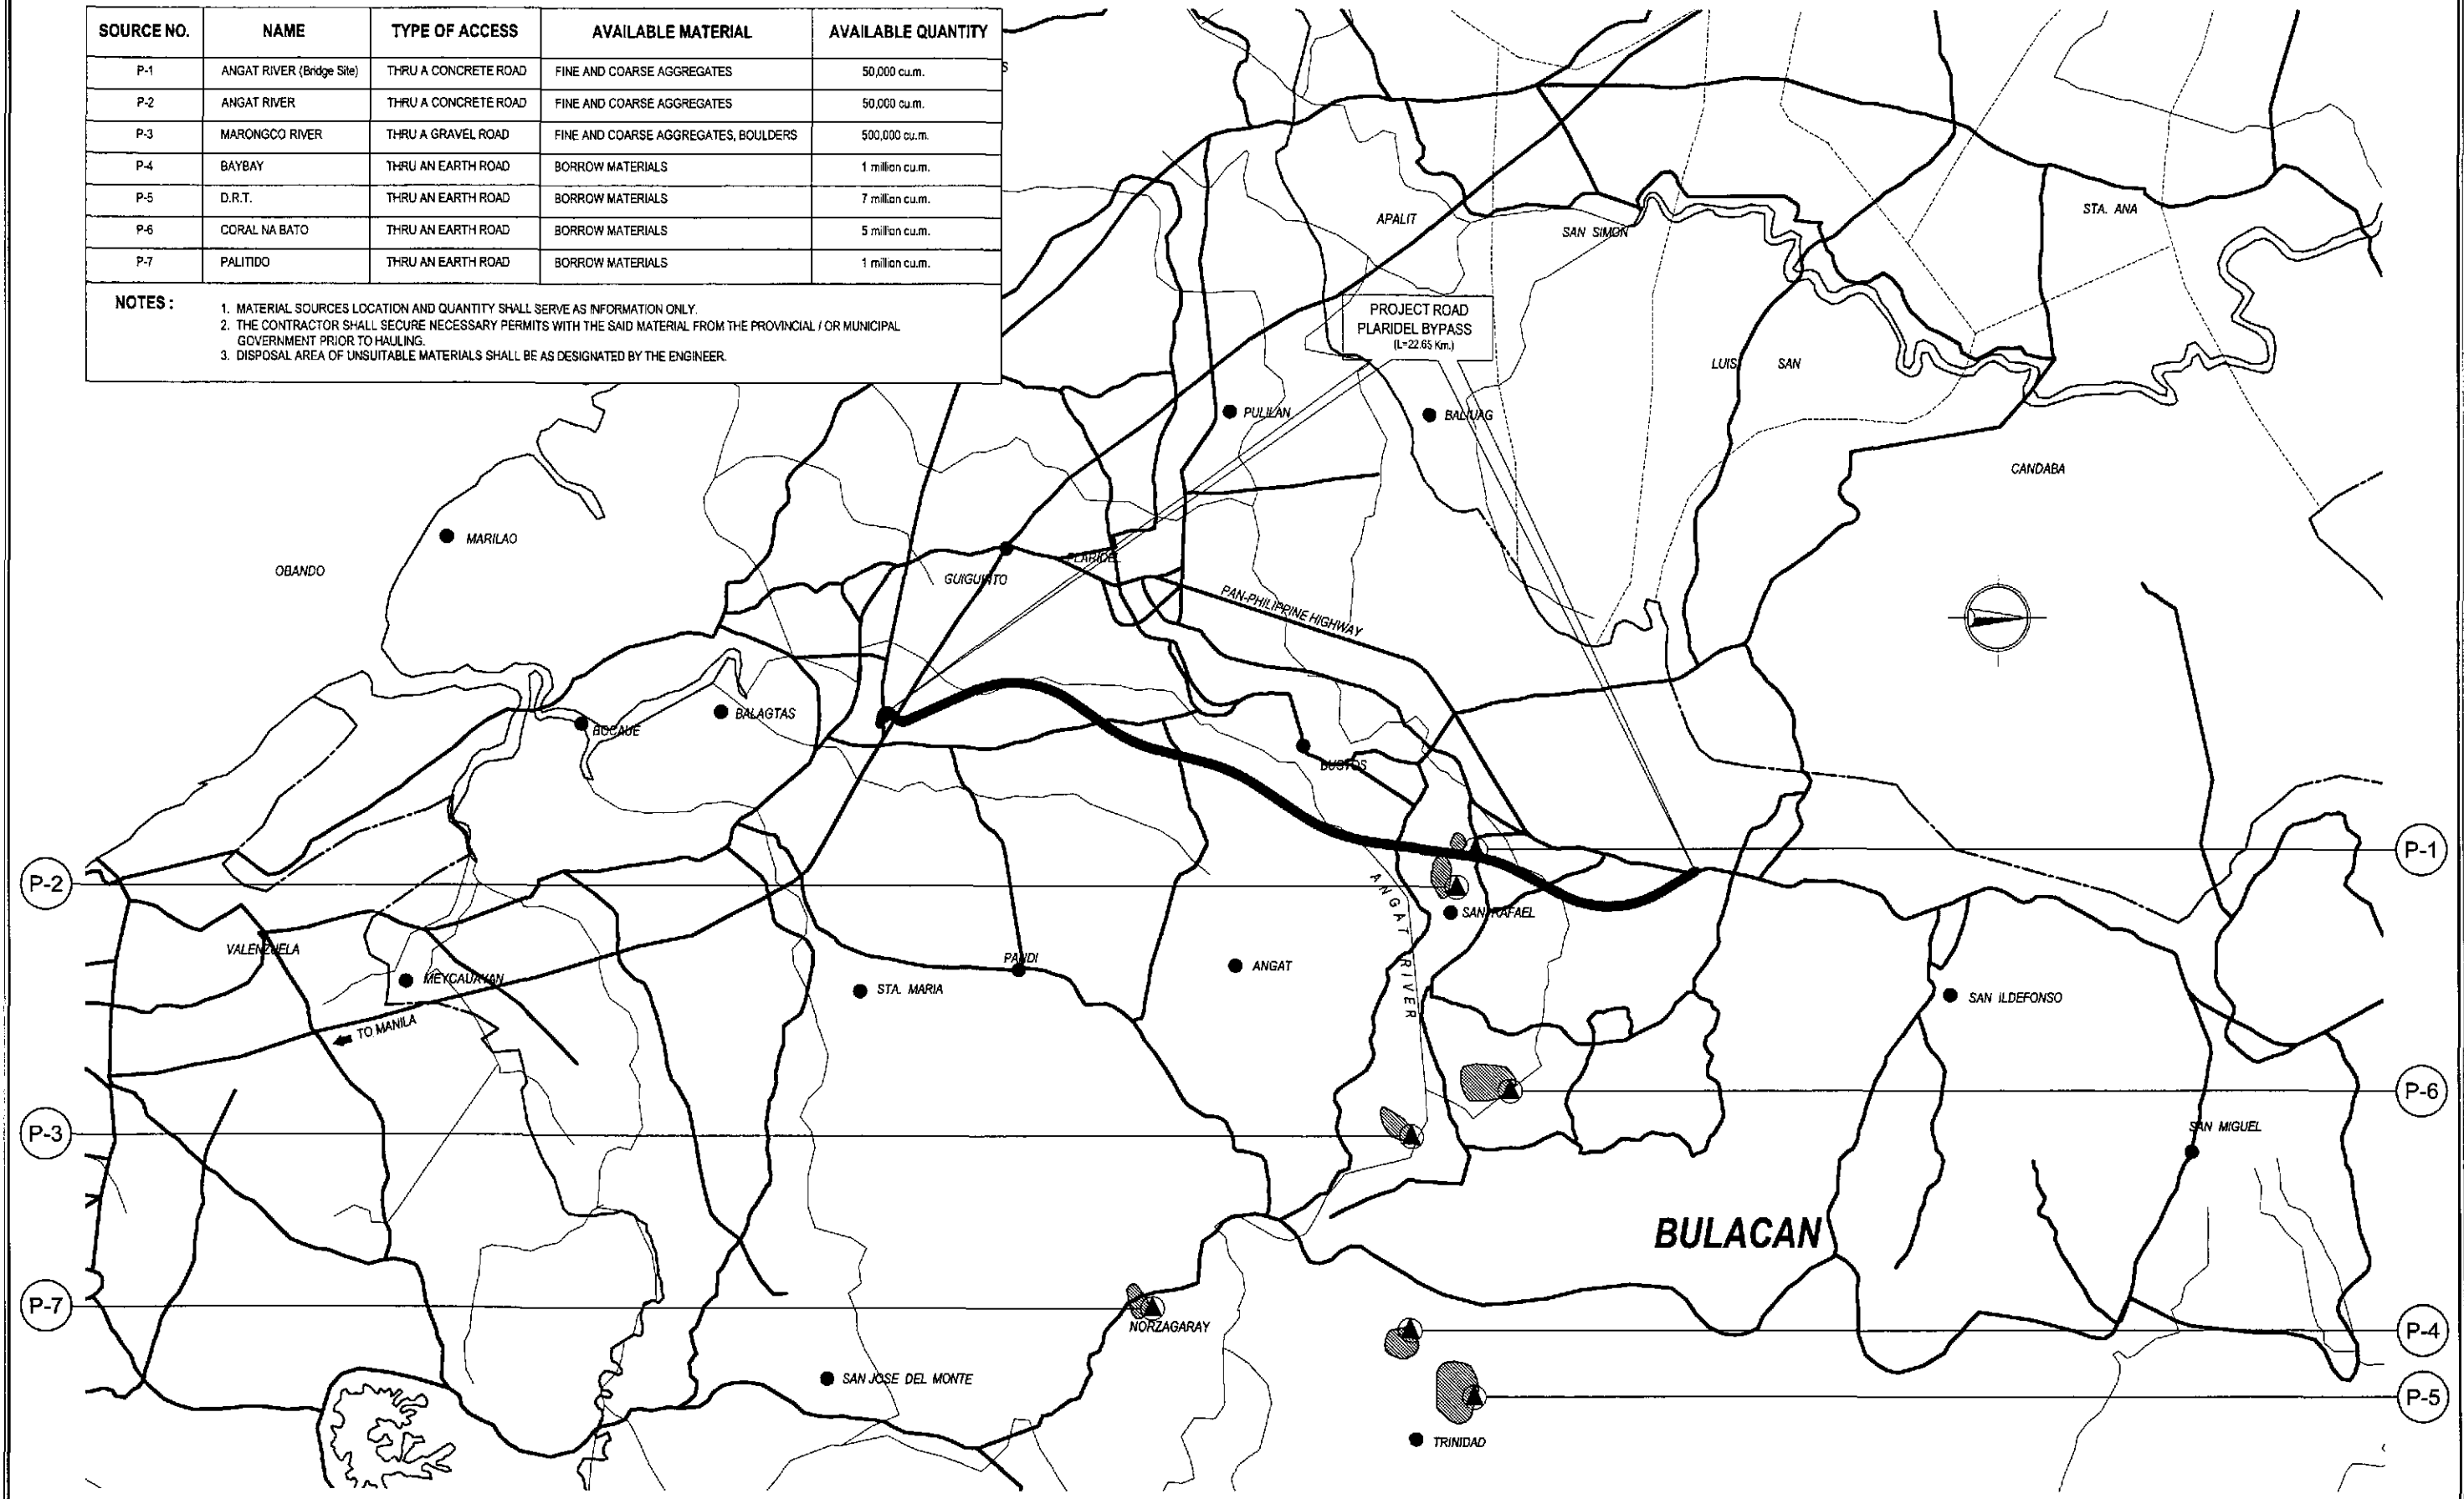 SOURCE NO. NAME TYPE OF ACCESS AVAILABLE MATERIAL AVAILABLE QUANTITY
P-1 ANGAT RIVER (Bridge Site) THRU A CONCRETE ROAD FINE AND COARSE AGGREGATES 50,000 cu.m.
P-2 ANGAT RIVER THRU A CONCRETE ROAD FINE AND COARSE AGGREGATES 50,000 cu.m.
P-3 MARONGCO RIVER THRU A GRAVEL ROAD FINE AND COARSE AGGREGATES, BOULDERS 500,000 cu.m.
P-4 BAYBAY THRU AN EARTH ROAD BORROW MATERIALS 1 million cu.m.
P-5 D.R.T. THRU AN EARTH ROAD BORROW MATERIALS 7 million cu.m.
P-6 CORAL NA BATO THRU AN EARTH ROAD BORROW MATERIALS 5 million cu.m.
P-7 PALITIDO THRU AN EARTH ROAD BORROW MATERIALS 1 million cu.m.
NOTES :
1. MATERIAL SOURCES LOCATION AND QUANTITY SHALL SERVE AS INFORMATION ONLY.
2. THE CONTRACTOR SHALL SECURE NECESSARY PERMITS WITH THE SAID MATERIAL FROM THE PROVINCIAL / OR MUNICIPAL
GOVERNMENT PRIOR TO HAULING.
3. DISPOSAL AREA OF UNSUITABLE MATERIALS SHALL BE AS DESIGNATED BY THE ENGINEER.
APALIT
SAN SIMON
STA. ANA
PROJECT ROAD
PLARIDEL BYPASS
(L=22.65 Km.)
LUIS
SAN
PULILAN
BALIUAG
CANDABA
MARILAO
OBANDO
GUIGUINTO
PLARIDEL
PAN-PHILIPPINE HIGHWAY
BALAGTAS
BOCAUE
BUSTOS
P-1
P-2
ANGAT RIVER
SAN RAFAEL
VALENZUELA
MEYCAUAYAN
PANDI
ANGAT
STA. MARIA
SAN ILDEFONSO
TO MANILA
P-6
P-3
SAN MIGUEL
BULACAN
P-7
NORZAGARAY
P-4
SAN JOSE DEL MONTE
P-5
TRINIDAD